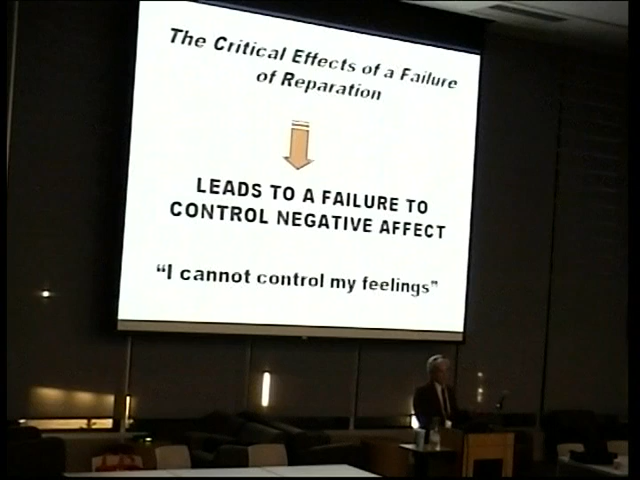 The Critical Effects of a Failure
of Reparation
LEADS TO A FAILURE TO
CONTROL NEGATIVE AFFECT
“I cannot control my feelings”